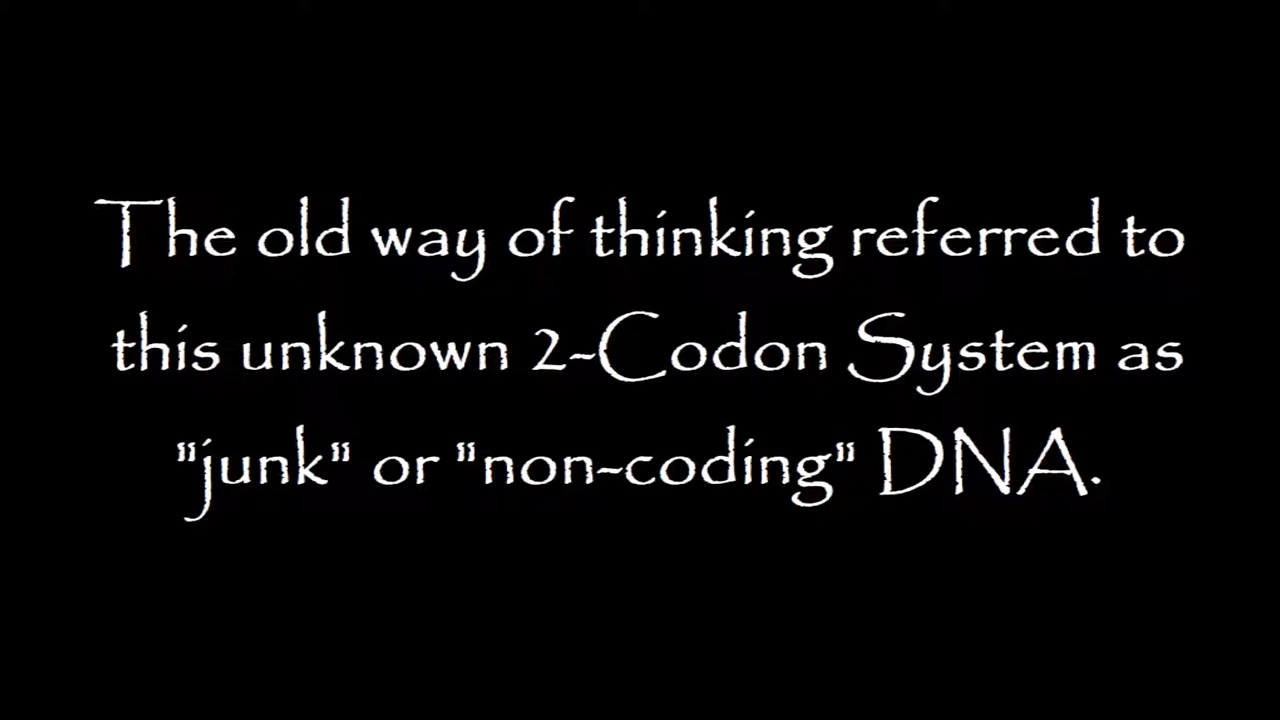 The old way of thinking referred to
this unknown 2-Codon System as
"junk" or "non-coding" DNA.